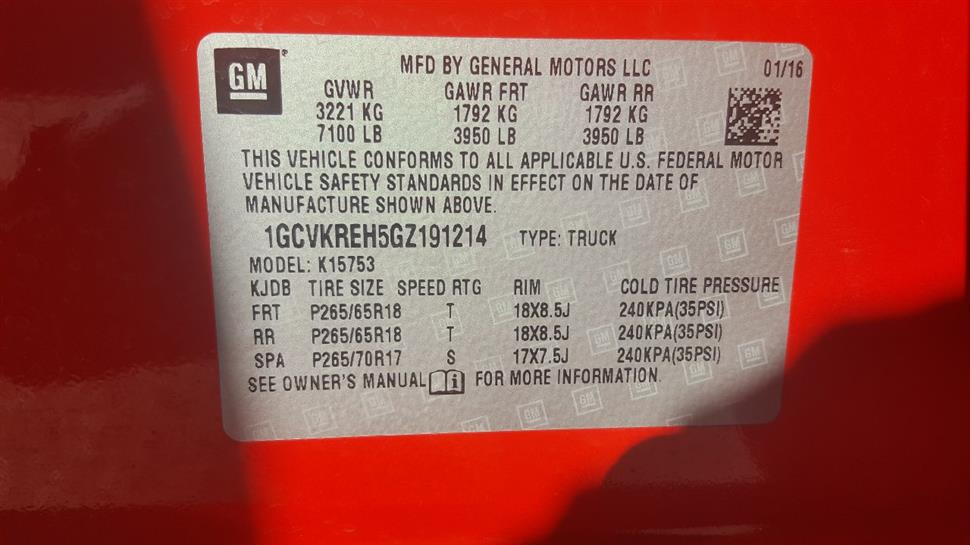 GM MFD BY GENERAL MOTORS LLC 01/16
GVWR GAWR FRT GAWR RR
3221 KG 1792 KG 1792 KG
7100 LB 3950 LB 3950 LB
THIS VEHICLE CONFORMS TO ALL APPLICABLE U.S. FEDERAL MOTOR
VEHICLE SAFETY STANDARDS IN EFFECT ON THE DATE OF
MANUFACTURE SHOWN ABOVE.
1GCVKREH5GZ191214 TYPE: TRUCK
MODEL: K15753
KJDB TIRE SIZE SPEED RTG RIM COLD TIRE PRESSURE
FRT P265/65R18 T 18X8.5J 240KPA(35PSI)
RR P265/65R18 T 18X8.5J 240KPA(35PSI)
SPA P265/70R17 S 17X7.5J 240KPA(35PSI)
SEE OWNER'S MANUAL i FOR MORE INFORMATION.